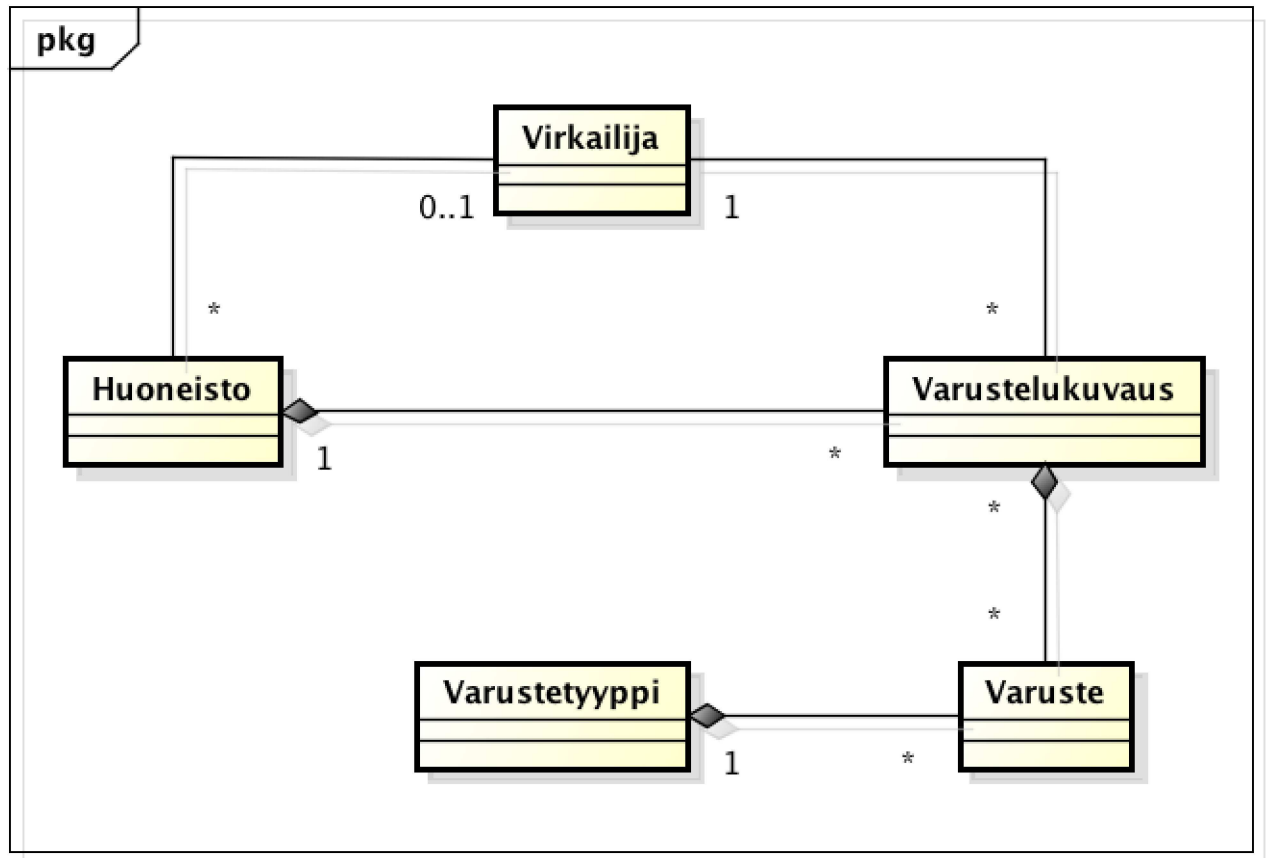 pkg
Virkailija
0..1
1
*
*
Huoneisto
Varustelukuvaus
1
*
*
*
Varustetyyppi
Varuste
1
*